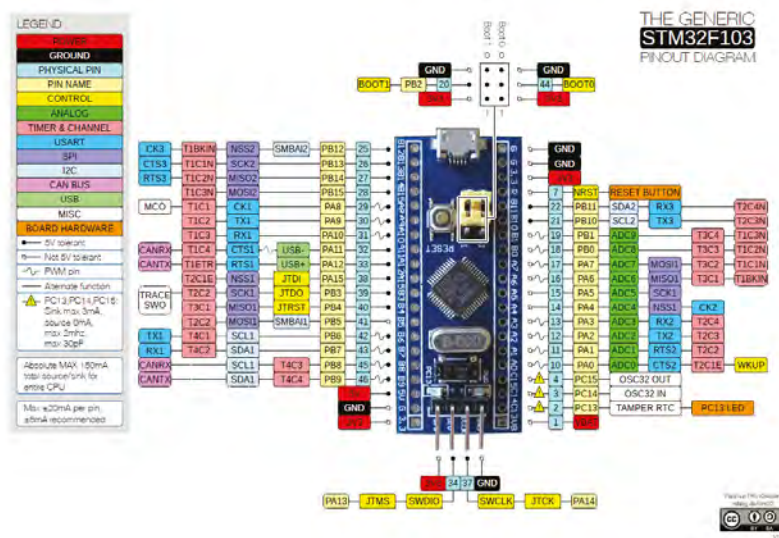 LEGEND
POWER
GROUND
PHYSICAL PIN
PIN NAME
CONTROL
ANALOG
TIMER & CHANNEL
USART
SPI
I2C
CAN BUS
USB
MISC
BOARD HARDWARE
5V tolerant
Not 5V tolerant
PWM pin
Alternate function
PC13,PC14,PC15:
Sink max 3mA,
source 0mA,
max 2mhz,
max 30pF
Absolute MAX 150mA
total source/sink for
entire CPU
Max ±20mA per pin,
±8mA recommended
THE GENERIC
STM32F103
PINOUT DIAGRAM
Boot 1 Boot 0
GND GND
BOOT1 PB2 20 44 BOOT0
CK3 T1BKIN NSS2 SMBAI2 PB12 25
CTS3 T1C1N SCK2 PB13 26
RTS3 T1C2N MISO2 PB14 27
T1C3N MOSI2 PB15 28
MCO T1C1 CK1 PA8 29
T1C2 TX1 PA9 30
T1C3 RX1 PA10 31
CANRX T1C4 CTS1 USB- PA11 32
CANTX T1ETR RTS1 USB+ PA12 33
T2C1E NSS1 JTDI PA15 38
TRACE SWO T2C2 SCK1 JTDO PB3 39
T3C1 MISO1 JTRST PB4 40
T3C2 MOSI1 SMBAI1 PB5 41
TX1 T4C1 SCL1 PB6 42
RX1 T4C2 SDA1 PB7 43
CANRX SCL1 T4C3 PB8 45
CANTX SDA1 T4C4 PB9 46
GND
RESET
GND
GND
7 NRST RESET BUTTON
22 PB11 SDA2 RX3 T2C4N
21 PB10 SCL2 TX3 T2C3N
19 PB1 ADC9 T3C4 T1C3N
18 PB0 ADC8 T3C3 T1C2N
17 PA7 ADC7 MOSI1 T3C2 T1C1N
16 PA6 ADC6 MISO1 T3C1 T1BKIN
15 PA5 ADC5 SCK1
14 PA4 ADC4 NSS1 CK2
13 PA3 ADC3 RX2 T2C4
12 PA2 ADC2 TX2 T2C3
11 PA1 ADC1 RTS2 T2C2
10 PA0 ADC0 CTS2 T2C1E WKUP
4 PC15 OSC32 OUT
3 PC14 OSC32 IN
2 PC13 TAMPER RTC PC13 LED
1 VBAT
34 37 GND
PA13 JTMS SWDIO SWCLK JTCK PA14
CC BY SA